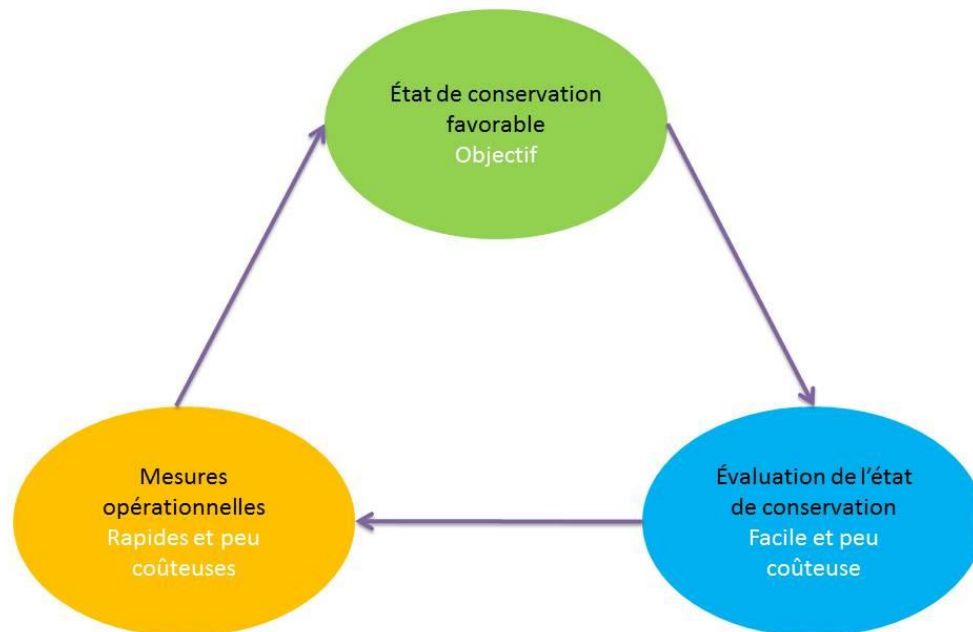 État de conservation
favorable
Objectif
Mesures
opérationnelles
Rapides et peu
coûteuses
Évaluation de l'état
de conservation
Facile et peu
coûteuse